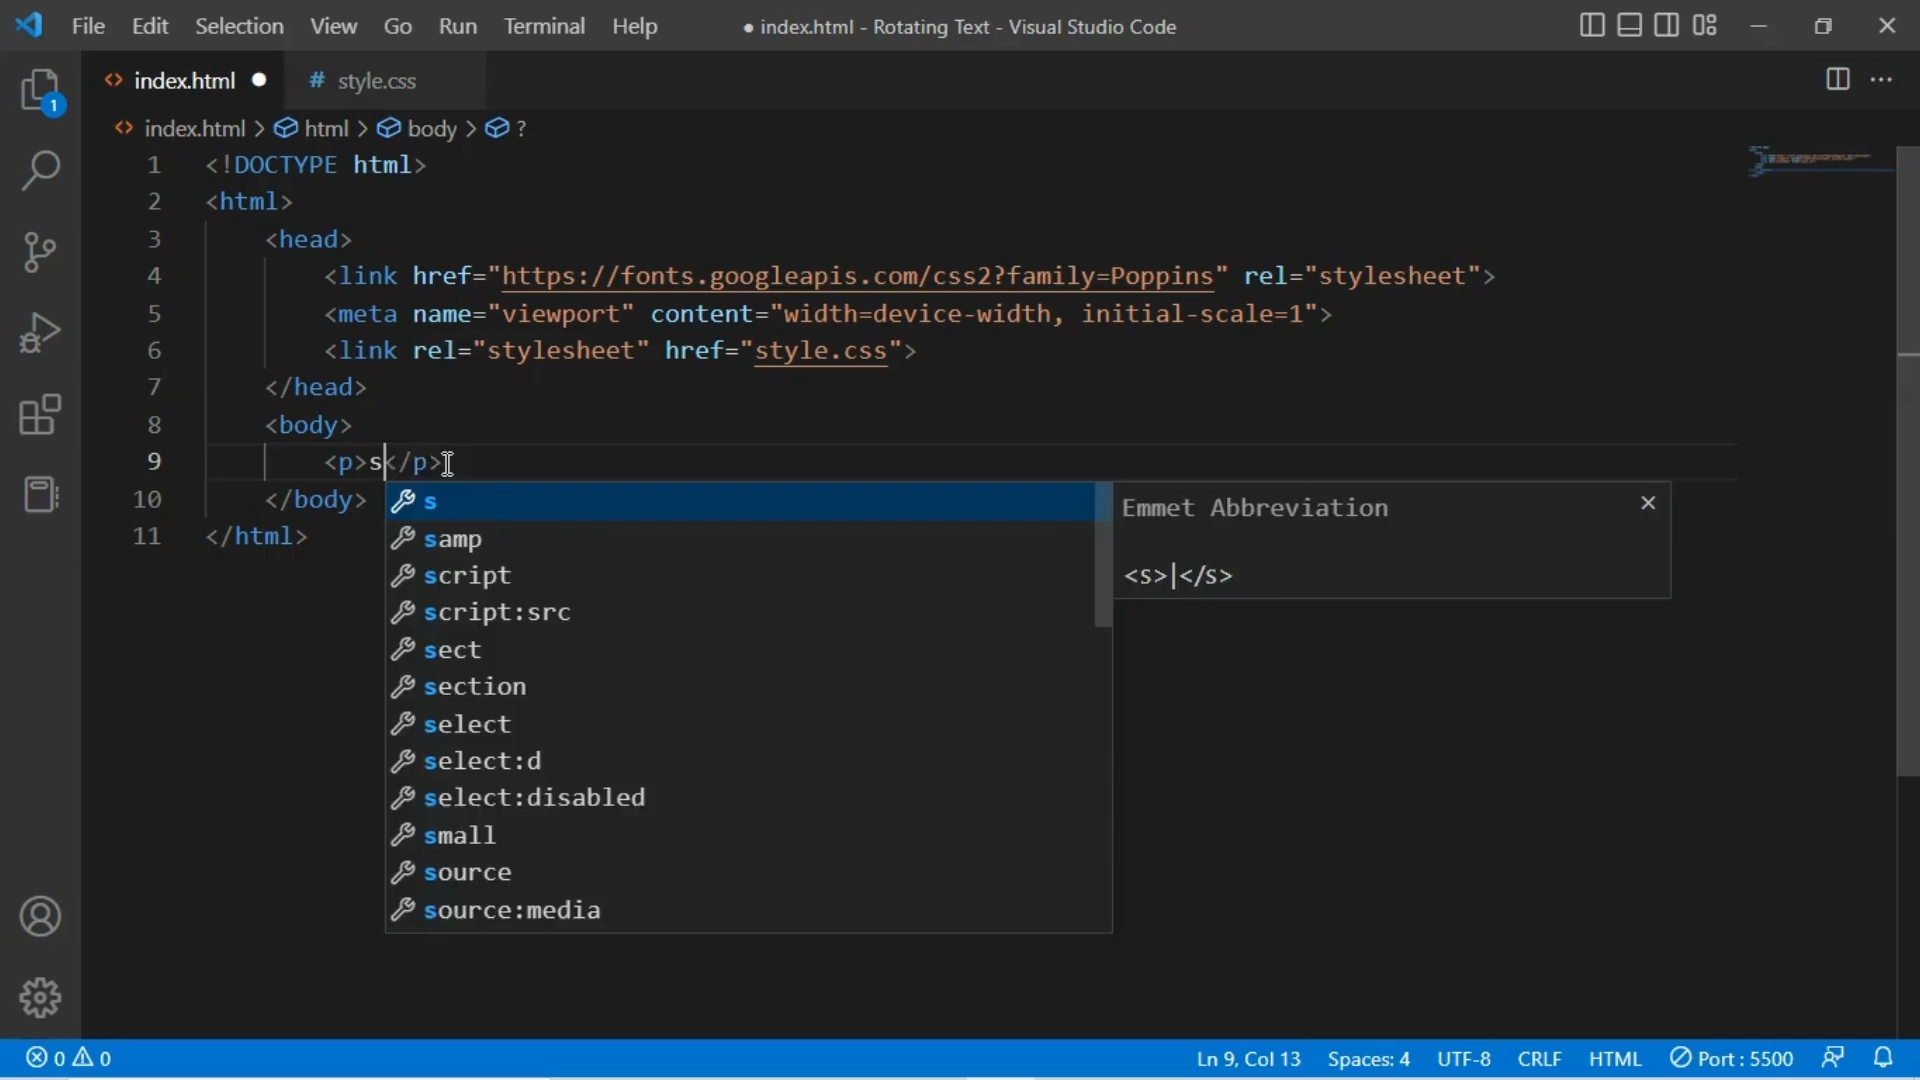 File Edit Selection View Go Run Terminal Help ● index.html - Rotating Text - Visual Studio Code
index.html ● # style.css
1
index.html > html > body > ?
1 <!DOCTYPE html>
2 <html>
3 <head>
4 <link href="https://fonts.googleapis.com/css2?family=Poppins" rel="stylesheet">
5 <meta name="viewport" content="width=device-width, initial-scale=1">
6 <link rel="stylesheet" href="style.css">
7 </head>
8 <body>
9 <p>s</p>
10 </body>
11 </html>
s
samp
script
script:src
sect
section
select
select:d
select:disabled
small
source
source:media
Emmet Abbreviation
<s>|</s>
0 0 Ln 9, Col 13 Spaces: 4 UTF-8 CRLF HTML Port : 5500